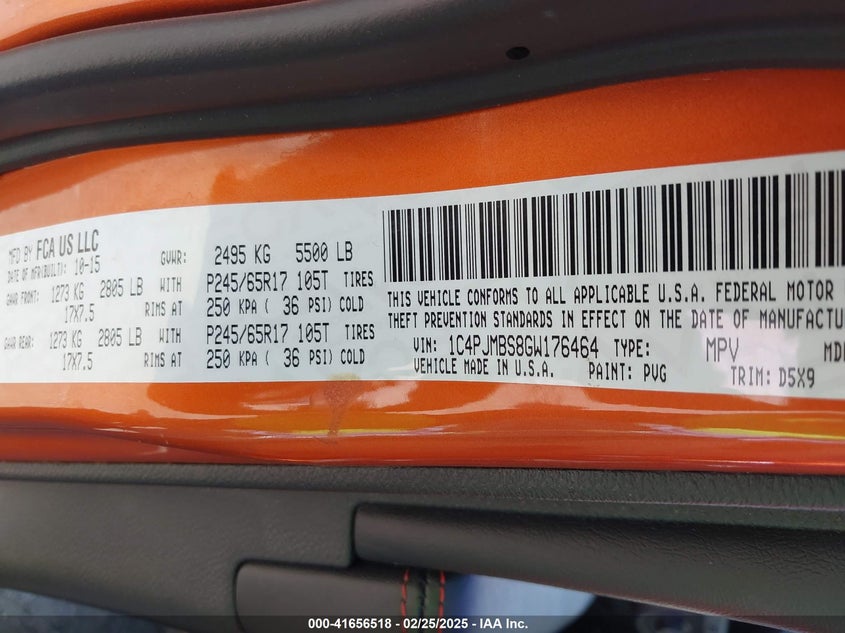 MFD BY FCA US LLC
DATE OF MFR(BUILT): 10-15 GVWR: 2495 KG 5500 LB
GAWR FRONT: 1273 KG 2805 LB WITH P245/65R17 105T TIRES
17X7.5 RIMS AT 250 KPA ( 36 PSI) COLD
GAWR REAR: 1273 KG 2805 LB WITH P245/65R17 105T TIRES
17X7.5 RIMS AT 250 KPA ( 36 PSI) COLD
THIS VEHICLE CONFORMS TO ALL APPLICABLE U.S.A. FEDERAL MOTOR
THEFT PREVENTION STANDARDS IN EFFECT ON THE DATE OF MANUFACTU
VIN: 1C4PJMBS8GW176464 TYPE: MPV
VEHICLE MADE IN U.S.A. PAINT: PVG TRIM: D5X9
000-41656518 - 02/25/2025 - IAA Inc.